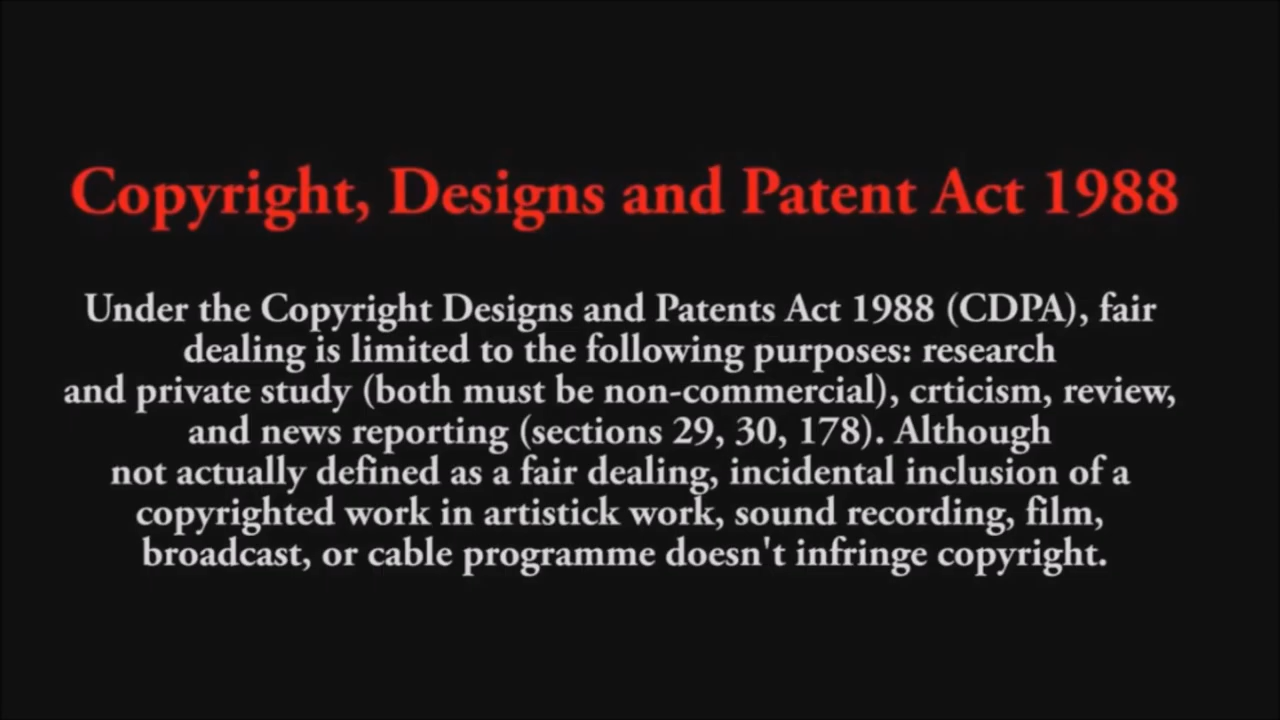 Copyright, Designs and Patent Act 1988
Under the Copyright Designs and Patents Act 1988 (CDPA), fair
dealing is limited to the following purposes: research
and private study (both must be non-commercial), crticism, review,
and news reporting (sections 29, 30, 178). Although
not actually defined as a fair dealing, incidental inclusion of a
copyrighted work in artistick work, sound recording, film,
broadcast, or cable programme doesn't infringe copyright.